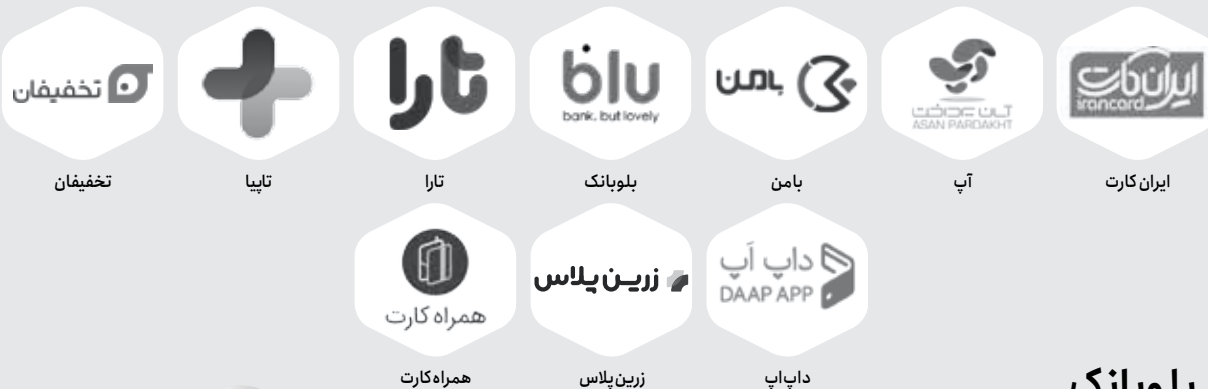 ایران‌کارت
irancard
آسان پرداخت
ASAN PARDAKHT
بامن
blu
bank, but lovely
تارا
تخفیفان
ایران کارت
آپ
بامن
بلوبانک
تارا
تاپیا
تخفیفان
داپ اَپ
DAAP APP
زرین پلاس
همراه کارت
داپ‌اپ
زرین‌پلاس
همراه‌کارت
بلوبانک